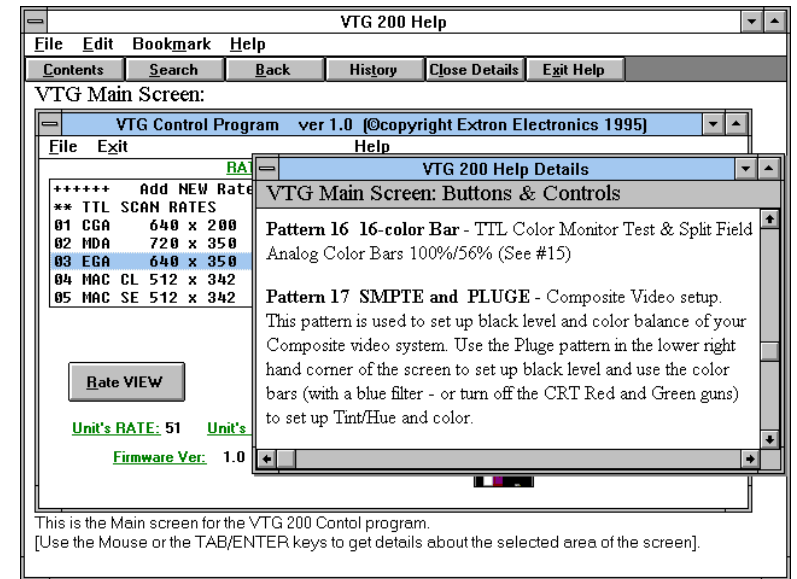 VTG 200 Help
File Edit Bookmark Help
Contents Search Back History Close Details Exit Help
VTG Main Screen:
VTG Control Program ver 1.0 (©copyright Extron Electronics 1995)
File Exit Help
++++++ Add NEW Rate
** TTL SCAN RATES
01 CGA 640 x 200
02 MDA 720 x 350
03 EGA 640 x 350
04 MAC CL 512 x 342
05 MAC SE 512 x 342
Rate VIEW
Unit's RATE: 51 Unit's
Firmware Ver: 1.0
VTG 200 Help Details
VTG Main Screen: Buttons & Controls
Pattern 16 16-color Bar - TTL Color Monitor Test & Split Field
Analog Color Bars 100%/56% (See #15)
Pattern 17 SMPTE and PLUGE - Composite Video setup.
This pattern is used to set up black level and color balance of your
Composite video system. Use the Pluge pattern in the lower right
hand corner of the screen to set up black level and use the color
bars (with a blue filter - or turn off the CRT Red and Green guns)
to set up Tint/Hue and color.
This is the Main screen for the VTG 200 Contol program.
[Use the Mouse or the TAB/ENTER keys to get details about the selected area of the screen].